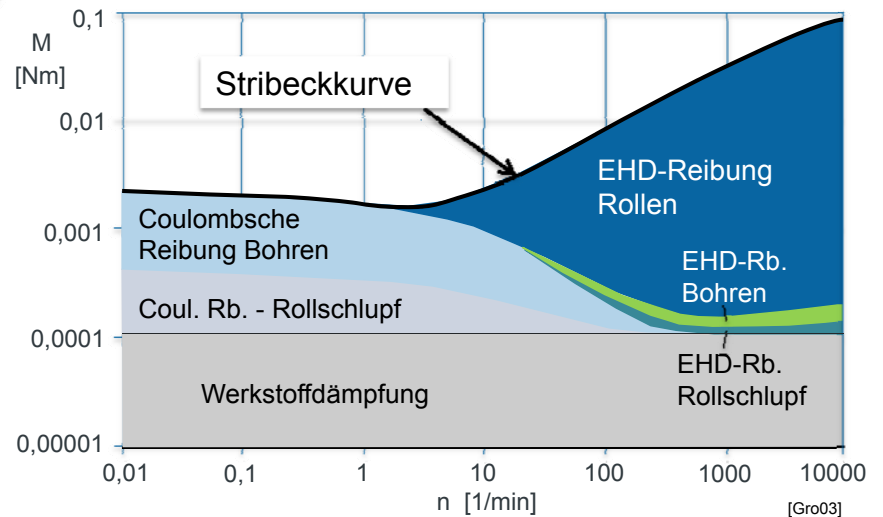 0,1
M
[Nm]
Stribeckkurve
0,01
EHD-Reibung
Rollen
Coulombsche
Reibung Bohren
0,001
EHD-Rb.
Bohren
Coul. Rb. - Rollschlupf
0,0001
EHD-Rb.
Rollschlupf
Werkstoffdämpfung
0,00001
0,01 0,1 1 10 100 1000 10000
n [1/min]
[Gro03]